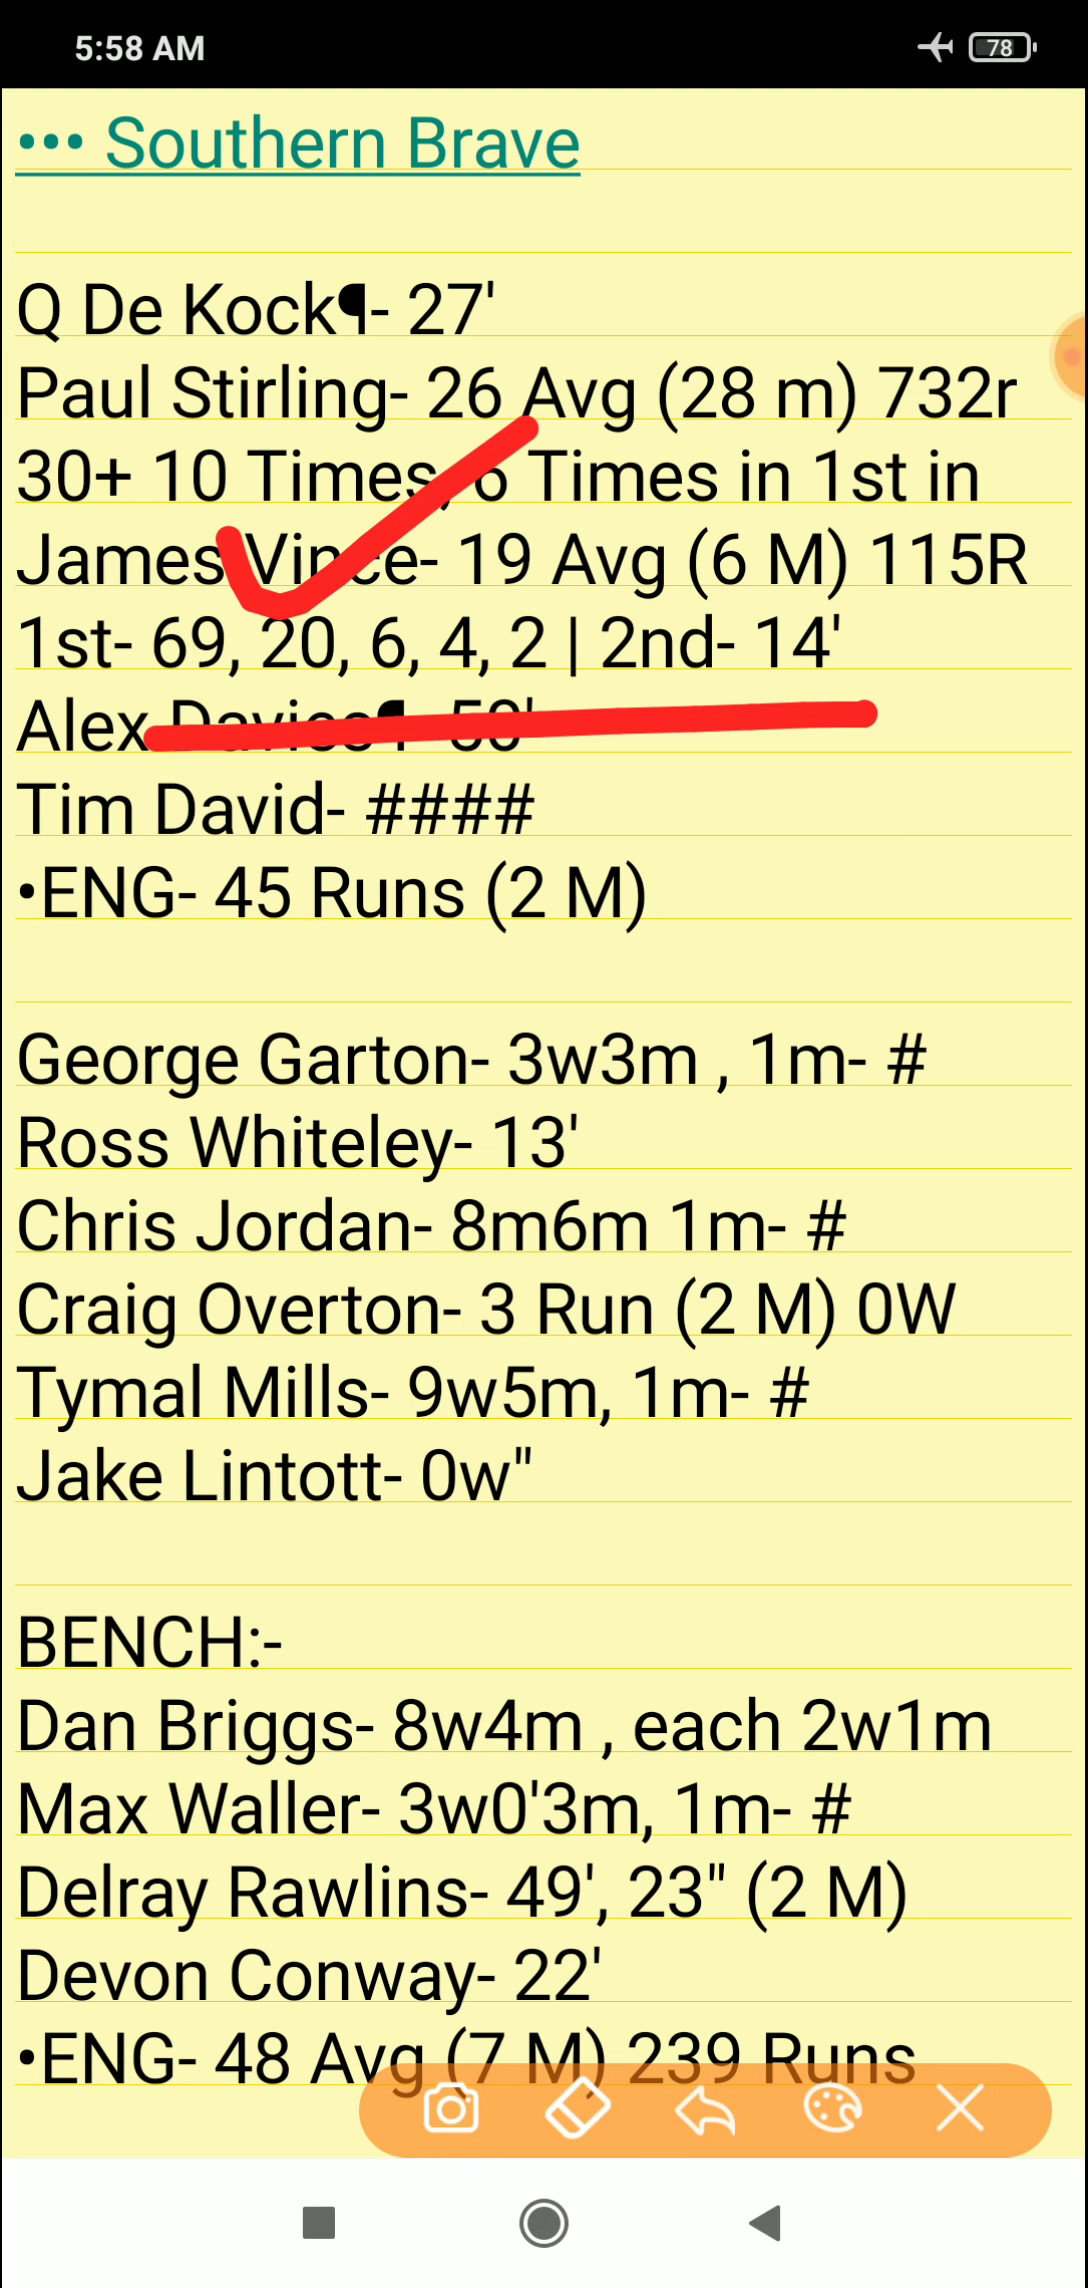 5:58 AM
78
••• Southern Brave
Q De Kock¶- 27'
Paul Stirling- 26 Avg (28 m) 732r
30+ 10 Times, 6 Times in 1st in
James Vince- 19 Avg (6 M) 115R
1st- 69, 20, 6, 4, 2 | 2nd- 14'
Alex Davies¶- 50'
Tim David- ####
•ENG- 45 Runs (2 M)
George Garton- 3w3m , 1m- #
Ross Whiteley- 13'
Chris Jordan- 8m6m 1m- #
Craig Overton- 3 Run (2 M) 0W
Tymal Mills- 9w5m, 1m- #
Jake Lintott- 0w"
BENCH:-
Dan Briggs- 8w4m , each 2w1m
Max Waller- 3w0'3m, 1m- #
Delray Rawlins- 49', 23" (2 M)
Devon Conway- 22'
•ENG- 48 Avg (7 M) 239 Runs